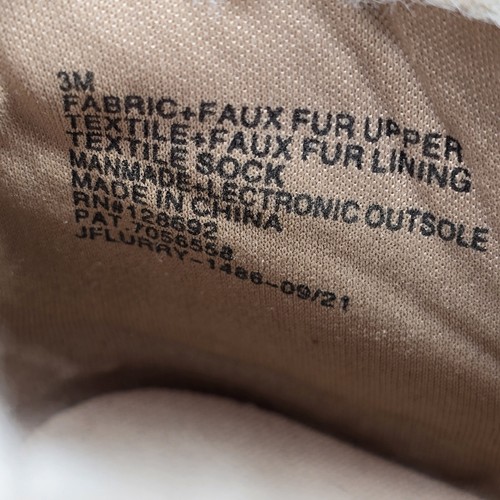 3M
FABRIC+FAUX FUR UPPER
TEXTILE+FAUX FUR LINING
TEXTILE SOCK
MANMADE+ELECTRONIC OUTSOLE
MADE IN CHINA
RN#128692
PAT 7056558
JFLURRY-1486-09/21